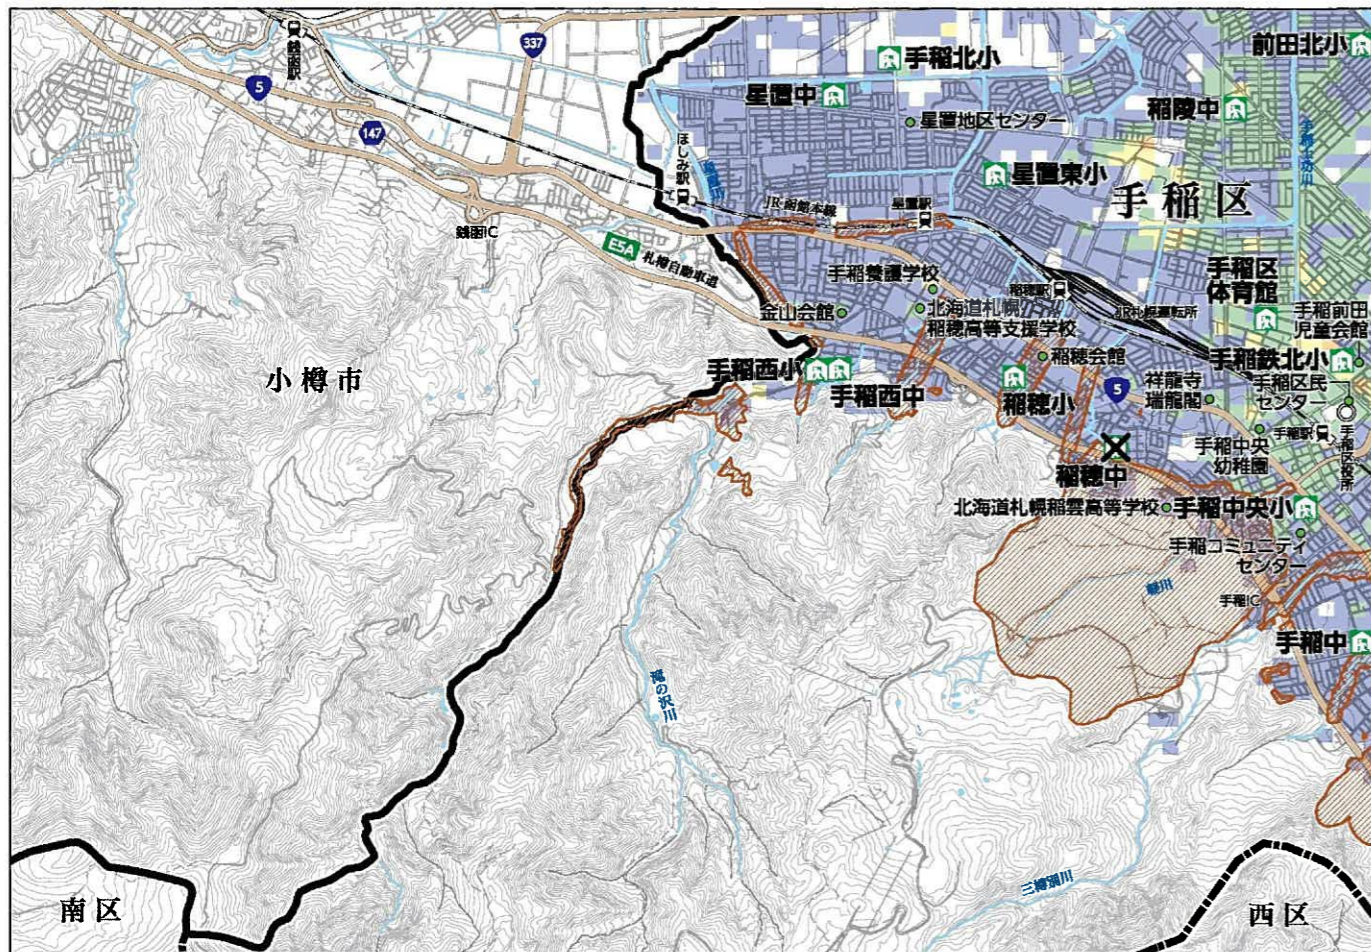 337
手稲北小
前田北小
銭函駅
5
星置中
稲陵中
星置地区センター
147
ほしみ駅
星置川
星置東小
手稲区
JR函館本線
星置駅
銭函IC
E5A
札樽自動車道
手稲養護学校
稲穂駅
手稲区
体育館
JR札幌運転所
手稲前田
児童会館
金山会館
北海道札幌
稲穂高等支援学校
稲穂会館
手稲鉄北小
小樽市
手稲西小
手稲西中
稲穂小
5
祥龍寺
瑞龍閣
手稲区民
センター
手稲駅
手稲区役所
手稲中央
幼稚園
稲穂中
北海道札幌稲雲高等学校
手稲中央小
手稲コミュニティ
センター
軽川
手稲IC
手稲中
滝の沢川
三樽別川
南区
西区